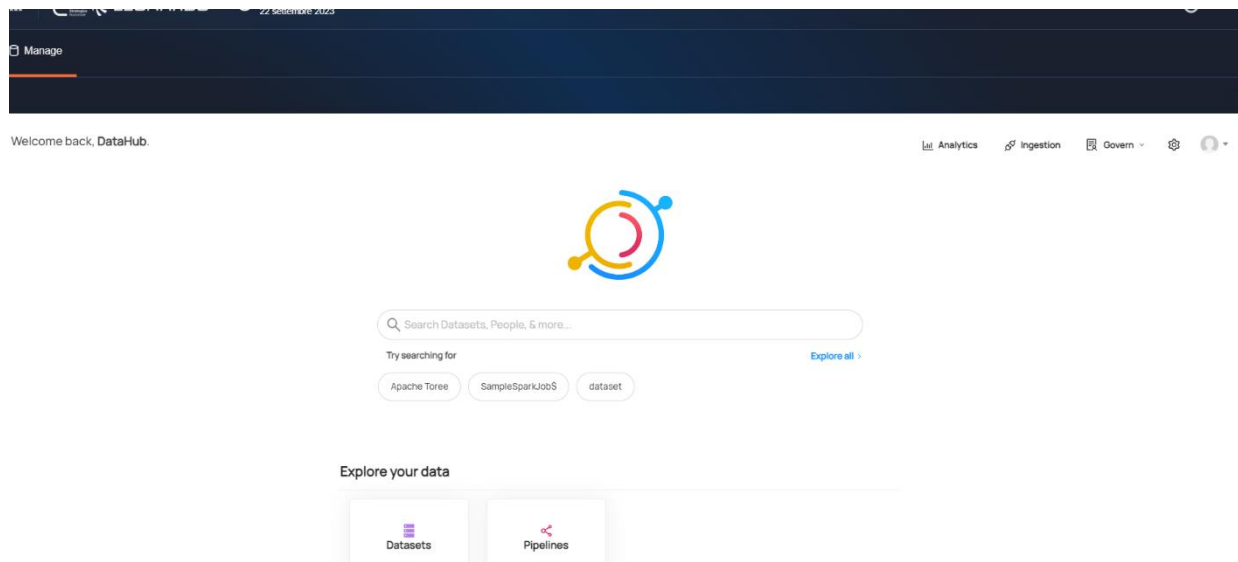 22 settembre 2023
Manage
Welcome back, DataHub.
Analytics
Ingestion
Govern
Search Datasets, People, & more...
Try searching for
Explore all >
Apache Toree
SampleSparkJob$
dataset
Explore your data
Datasets
Pipelines